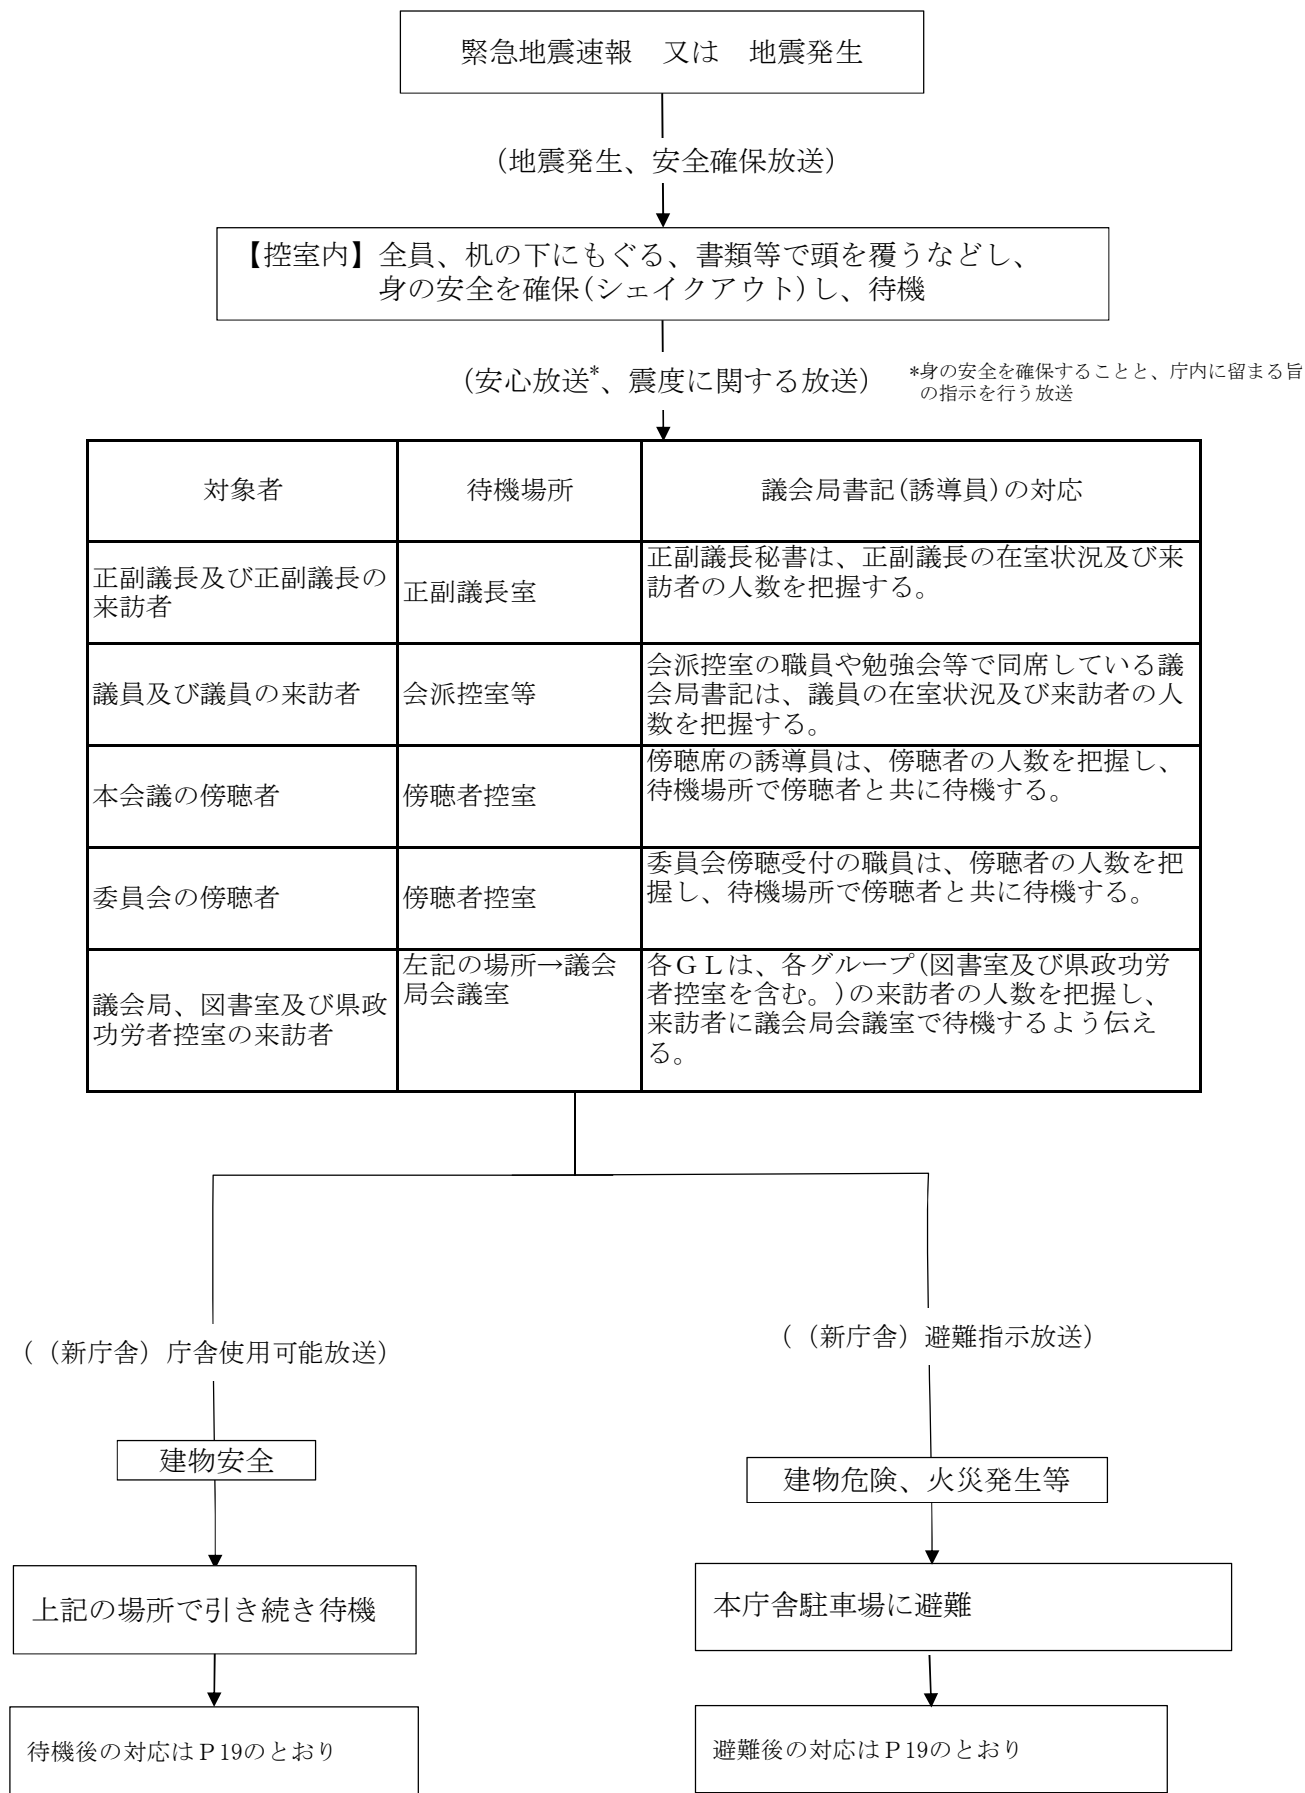 緊急地震速報　又は　地震発生
(地震発生、安全確保放送)
【控室内】全員、机の下にもぐる、書類等で頭を覆うなどし、
身の安全を確保(シェイクアウト)し、待機
(安心放送*、震度に関する放送)
*身の安全を確保することと、庁内に留まる旨
の指示を行う放送
対象者
待機場所
議会局書記(誘導員)の対応
正副議長及び正副議長の
来訪者
正副議長室
正副議長秘書は、正副議長の在室状況及び来
訪者の人数を把握する。
議員及び議員の来訪者
会派控室等
会派控室の職員や勉強会等で同席している議
会局書記は、議員の在室状況及び来訪者の人
数を把握する。
本会議の傍聴者
傍聴者控室
傍聴席の誘導員は、傍聴者の人数を把握し、
待機場所で傍聴者と共に待機する。
委員会の傍聴者
傍聴者控室
委員会傍聴受付の職員は、傍聴者の人数を把
握し、待機場所で傍聴者と共に待機する。
議会局、図書室及び県政
功労者控室の来訪者
左記の場所→議会
局会議室
各ＧＬは、各グループ(図書室及び県政功労
者控室を含む。)の来訪者の人数を把握し、
来訪者に議会局会議室で待機するよう伝え
る。
(（新庁舎）庁舎使用可能放送)
(（新庁舎）避難指示放送)
建物安全
建物危険、火災発生等
上記の場所で引き続き待機
本庁舎駐車場に避難
待機後の対応はＰ19のとおり
避難後の対応はＰ19のとおり